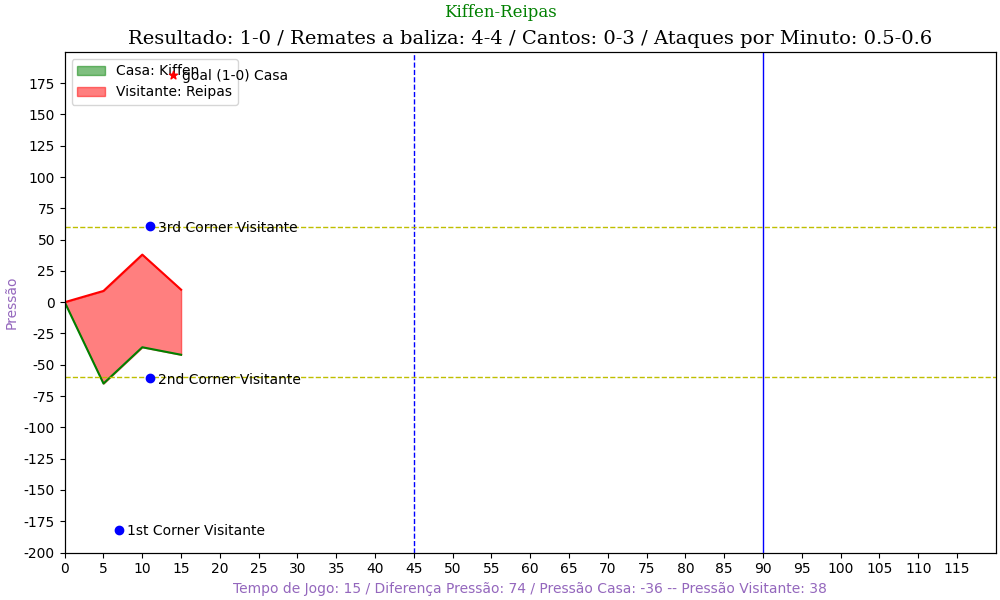 Kiffen-Reipas
Resultado: 1-0 / Remates a baliza: 4-4 / Cantos: 0-3 / Ataques por Minuto: 0.5-0.6
Casa: Kiffen
goal (1-0) Casa
Visitante: Reipas
175
150
125
100
75
50
25
0
-25
-50
-75
-100
-125
-150
-175
-200
Pressão
3rd Corner Visitante
2nd Corner Visitante
1st Corner Visitante
0 5 10 15 20 25 30 35 40 45 50 55 60 65 70 75 80 85 90 95 100 105 110 115
Tempo de Jogo: 15 / Diferença Pressão: 74 / Pressão Casa: -36 -- Pressão Visitante: 38